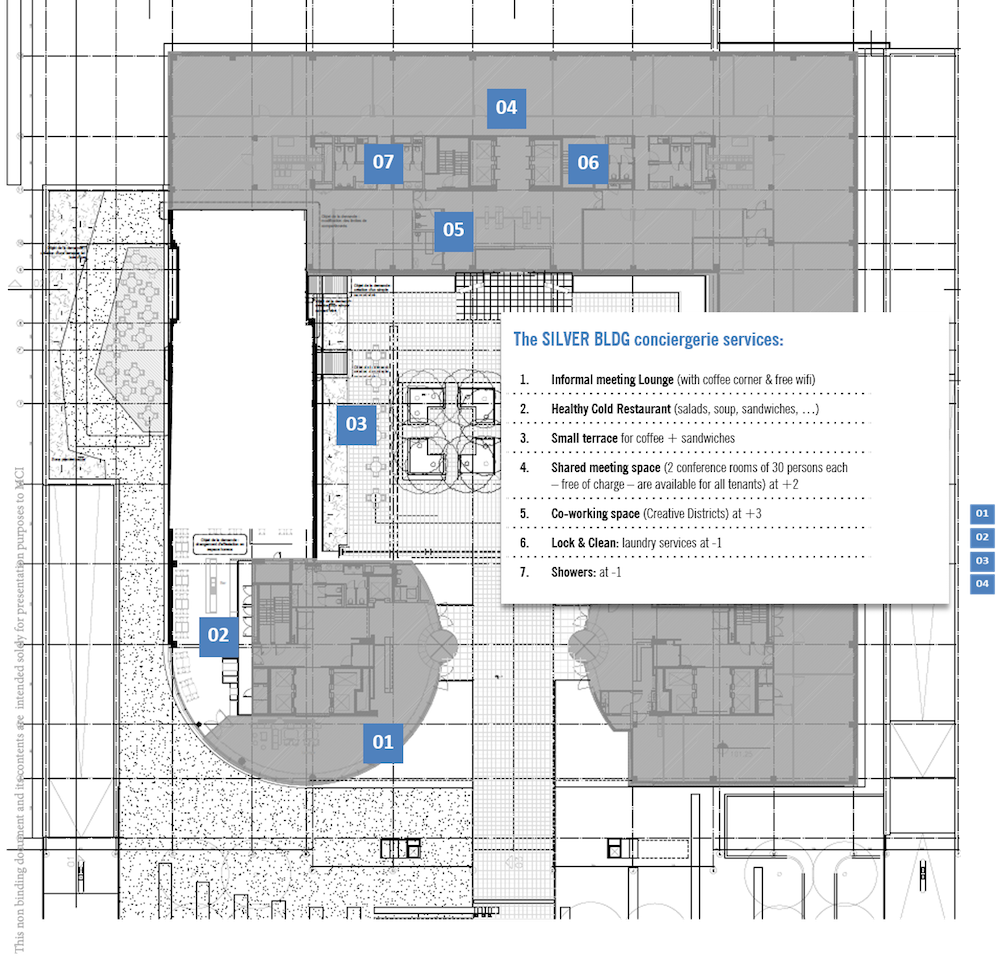 04
07
06
05
The SILVER BLDG conciergerie services:
1. Informal meeting Lounge (with coffee corner & free wifi)
2. Healthy Cold Restaurant (salads, soup, sandwiches, …)
3. Small terrace for coffee + sandwiches
4. Shared meeting space (2 conference rooms of 30 persons each
– free of charge – are available for all tenants) at +2
5. Co-working space (Creative Districts) at +3
6. Lock & Clean: laundry services at -1
7. Showers: at -1
03
02
01
01
02
03
04
This non binding document and its contents are intended solely for presentation purposes to MCI